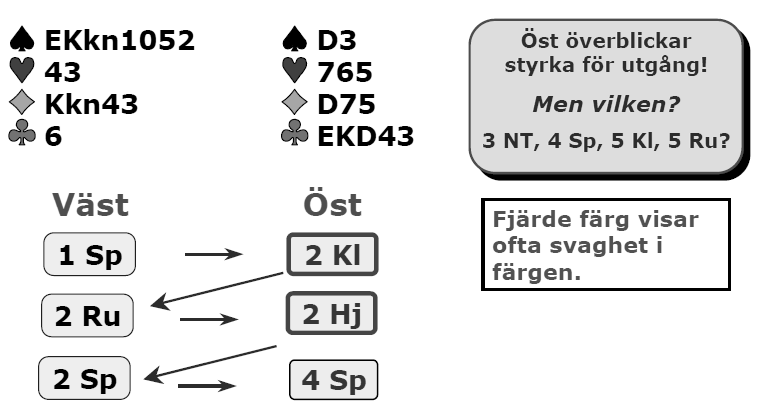 ♠ EKkn1052
♥ 43
♦ Kkn43
♣ 6
♠ D3
♥ 765
♦ D75
♣ EKD43
Öst överblickar
styrka för utgång!
Men vilken?
3 NT, 4 Sp, 5 Kl, 5 Ru?
Väst Öst
1 Sp 2 Kl
2 Ru 2 Hj
2 Sp 4 Sp
Fjärde färg visar
ofta svaghet i
färgen.